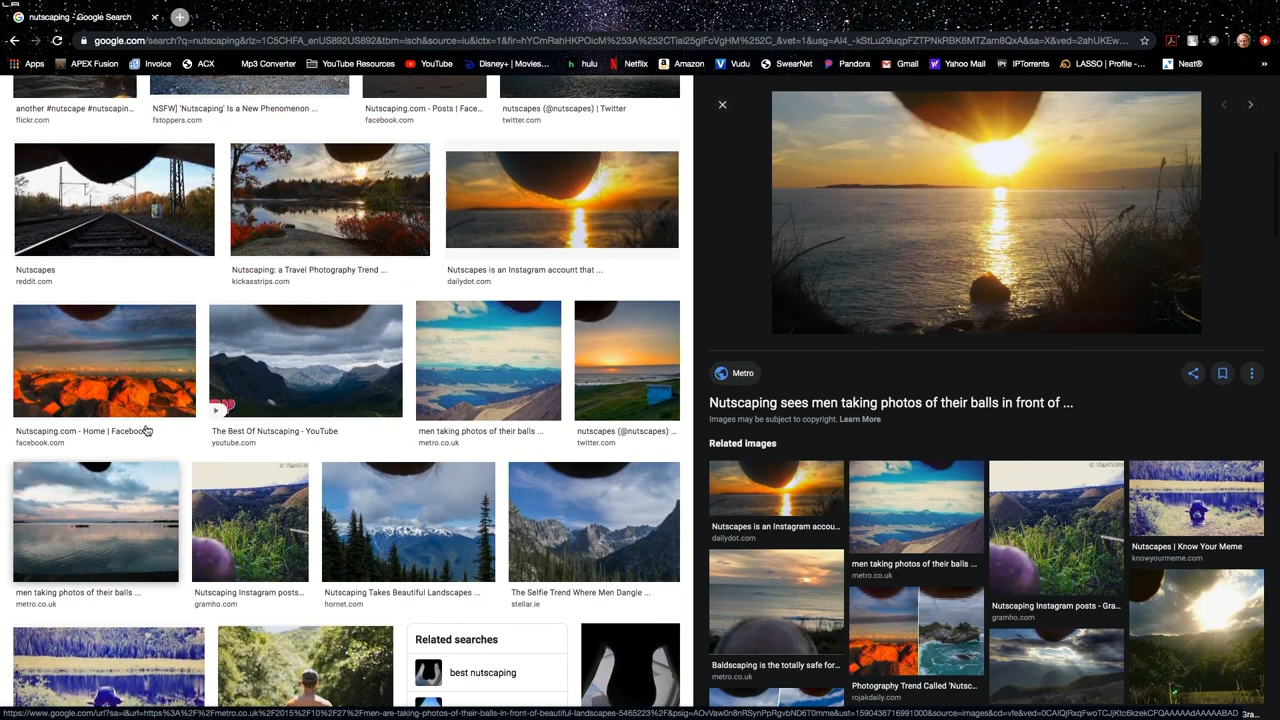 nutscaping - Google Search
google.com/search?q=nutscaping&rlz=1C5CHFA_enUS892US892&tbm=isch&source=iu&ictx=1&fir=
Apps APEX Fusion Invoice ACX Mp3 Converter YouTube Resources YouTube Disney+ | Movies... hulu Netflix Amazon Vudu SwearNet Pandora Gmail Yahoo Mail IPTorrents LASSO | Profile -... Neat®
another #nutscape #nutscapin...
flickr.com
NSFW] 'Nutscaping' Is a New Phenomenon ...
fstoppers.com
Nutscaping.com - Posts | Face...
facebook.com
nutscapes (@nutscapes) | Twitter
twitter.com
Nutscapes
reddit.com
Nutscaping: a Travel Photography Trend ...
kickasstrips.com
Nutscapes is an Instagram account that ...
dailydot.com
Nutscaping.com - Home | Facebook
facebook.com
The Best Of Nutscaping - YouTube
youtube.com
men taking photos of their balls ...
metro.co.uk
nutscapes (@nutscapes) ...
twitter.com
men taking photos of their balls ...
metro.co.uk
Nutscaping Instagram posts...
gramho.com
Nutscaping Takes Beautiful Landscapes ...
hornet.com
The Selfie Trend Where Men Dangle ...
stellar.ie
Related searches
best nutscaping
Metro
Nutscaping sees men taking photos of their balls in front of ...
Images may be subject to copyright. Learn More
Related images
Nutscapes is an Instagram accou...
dailydot.com
men taking photos of their balls ...
metro.co.uk
Nutscaping Instagram posts - Gra...
gramho.com
Nutscapes | Know Your Meme
knowyourmeme.com
Baldscaping is the totally safe for...
metro.co.uk
Photography Trend Called 'Nutsc...
rojakdaily.com